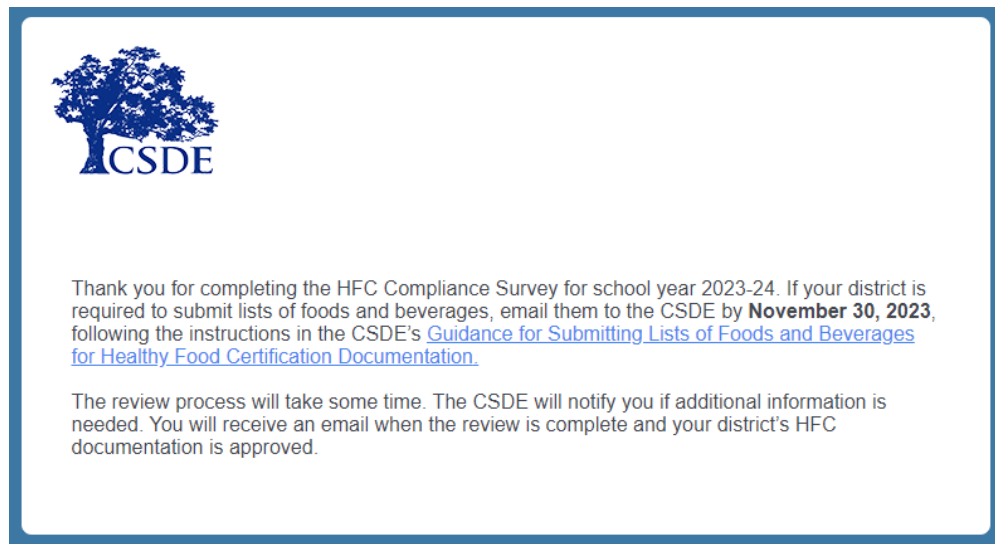 CSDE
Thank you for completing the HFC Compliance Survey for school year 2023-24. If your district is
required to submit lists of foods and beverages, email them to the CSDE by November 30, 2023,
following the instructions in the CSDE's Guidance for Submitting Lists of Foods and Beverages
for Healthy Food Certification Documentation.
The review process will take some time. The CSDE will notify you if additional information is
needed. You will receive an email when the review is complete and your district's HFC
documentation is approved.